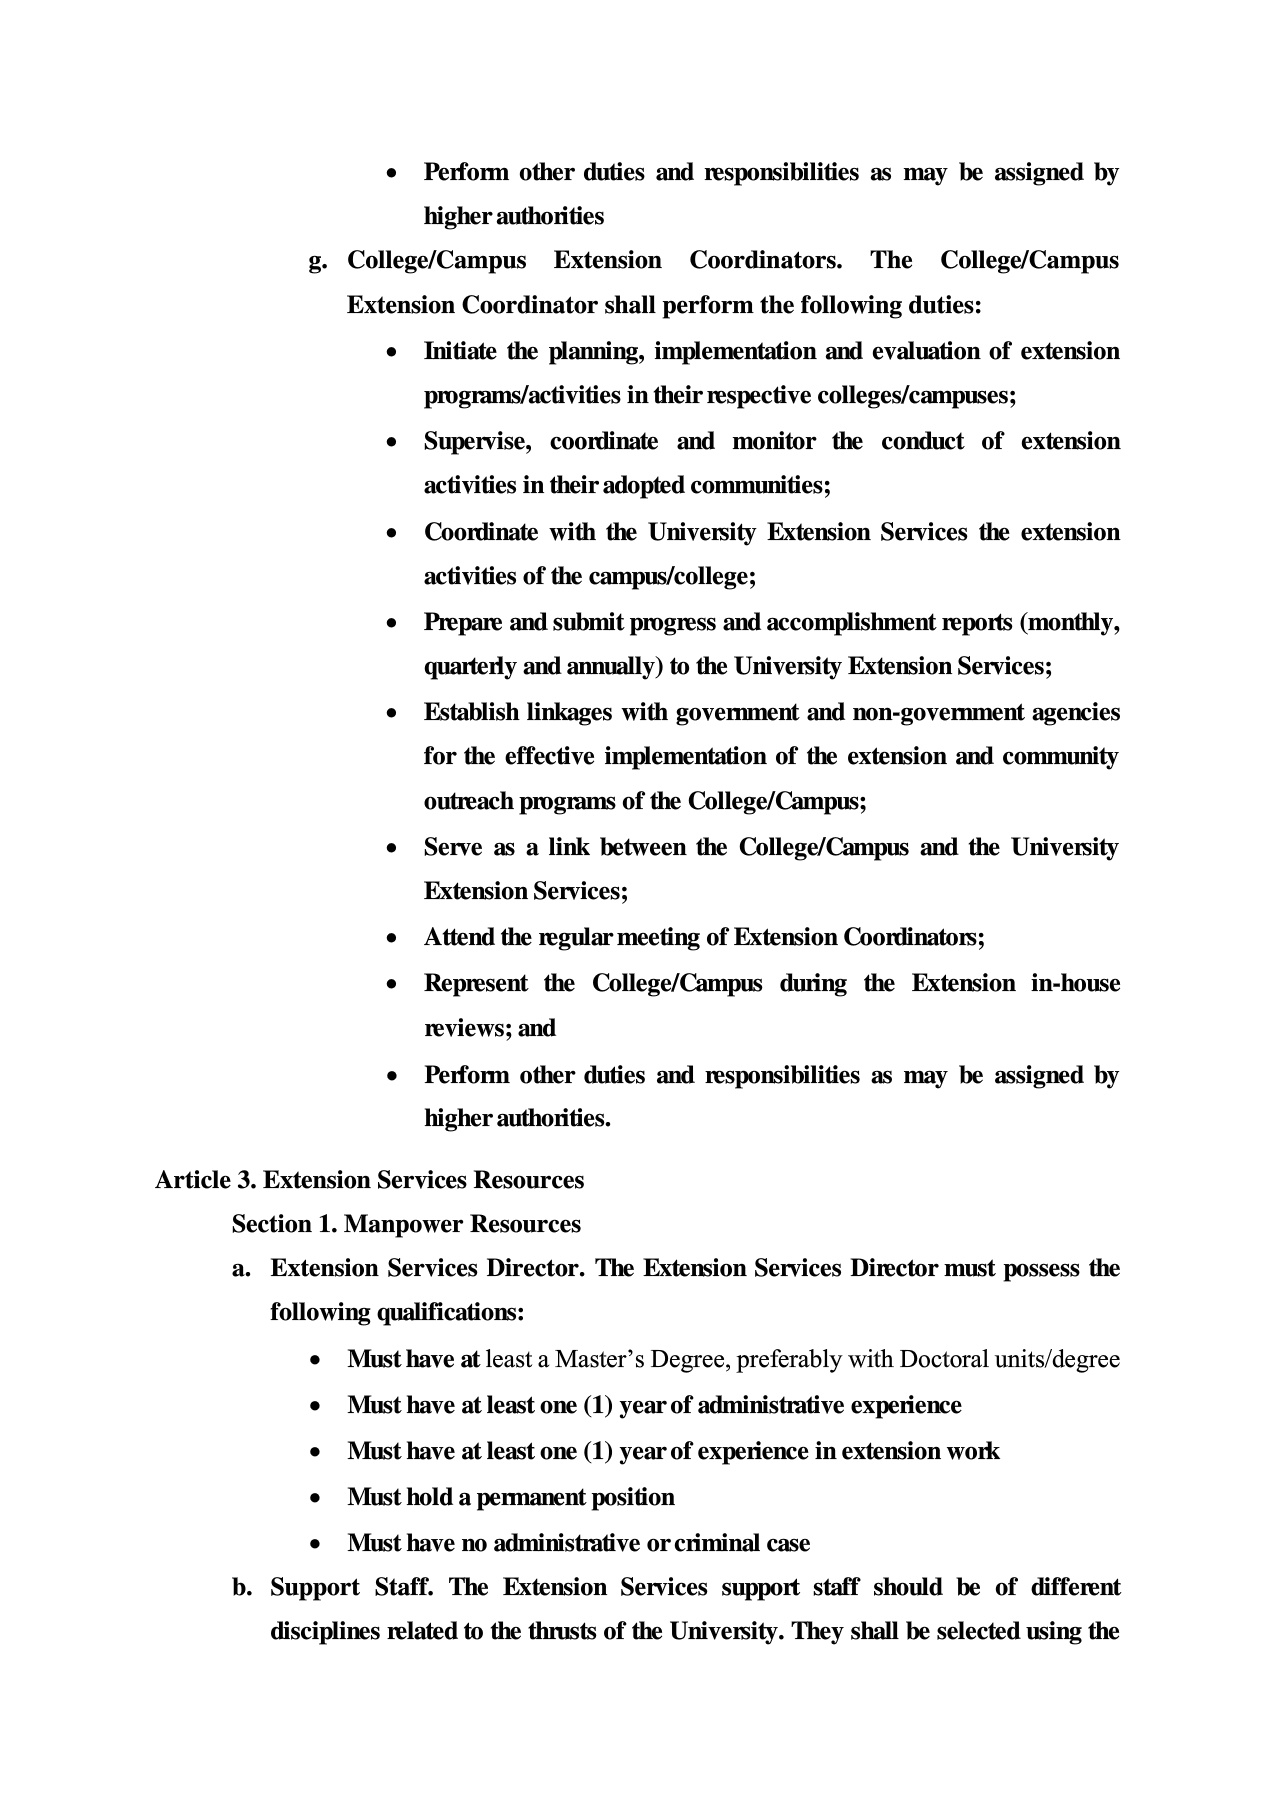 • Perform other duties and responsibilities as may be assigned by
higher authorities
g. College/Campus Extension Coordinators. The College/Campus
Extension Coordinator shall perform the following duties:
• Initiate the planning, implementation and evaluation of extension
programs/activities in their respective colleges/campuses;
• Supervise, coordinate and monitor the conduct of extension
activities in their adopted communities;
• Coordinate with the University Extension Services the extension
activities of the campus/college;
• Prepare and submit progress and accomplishment reports (monthly,
quarterly and annually) to the University Extension Services;
• Establish linkages with government and non-government agencies
for the effective implementation of the extension and community
outreach programs of the College/Campus;
• Serve as a link between the College/Campus and the University
Extension Services;
• Attend the regular meeting of Extension Coordinators;
• Represent the College/Campus during the Extension in-house
reviews; and
• Perform other duties and responsibilities as may be assigned by
higher authorities.
Article 3. Extension Services Resources
Section 1. Manpower Resources
a. Extension Services Director. The Extension Services Director must possess the
following qualifications:
• Must have at least a Master’s Degree, preferably with Doctoral units/degree
• Must have at least one (1) year of administrative experience
• Must have at least one (1) year of experience in extension work
• Must hold a permanent position
• Must have no administrative or criminal case
b. Support Staff. The Extension Services support staff should be of different
disciplines related to the thrusts of the University. They shall be selected using the